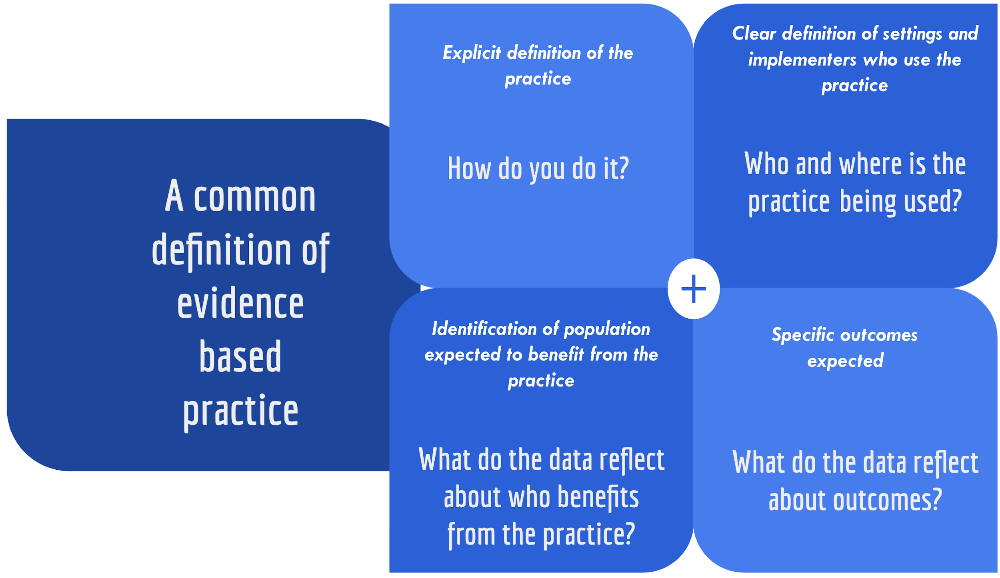 A common
definition of
evidence
based
practice
Explicit definition of the
practice
How do you do it?
Clear definition of settings and
implementers who use the
practice
Who and where is the
practice being used?
+
Identification of population
expected to benefit from the
practice
What do the data reflect
about who benefits
from the practice?
Specific outcomes
expected
What do the data reflect
about outcomes?